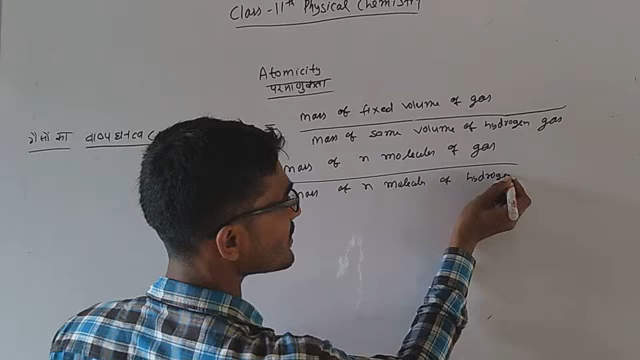 Class-11th Physical Chemistry
Atomicity
परमाणुकता
गैसों का वाष्प घनत्व = mass of fixed volume of gas
mass of same volume of hydrogen gas
mass of n molecules of gas
mass of n molecule of hydrogen